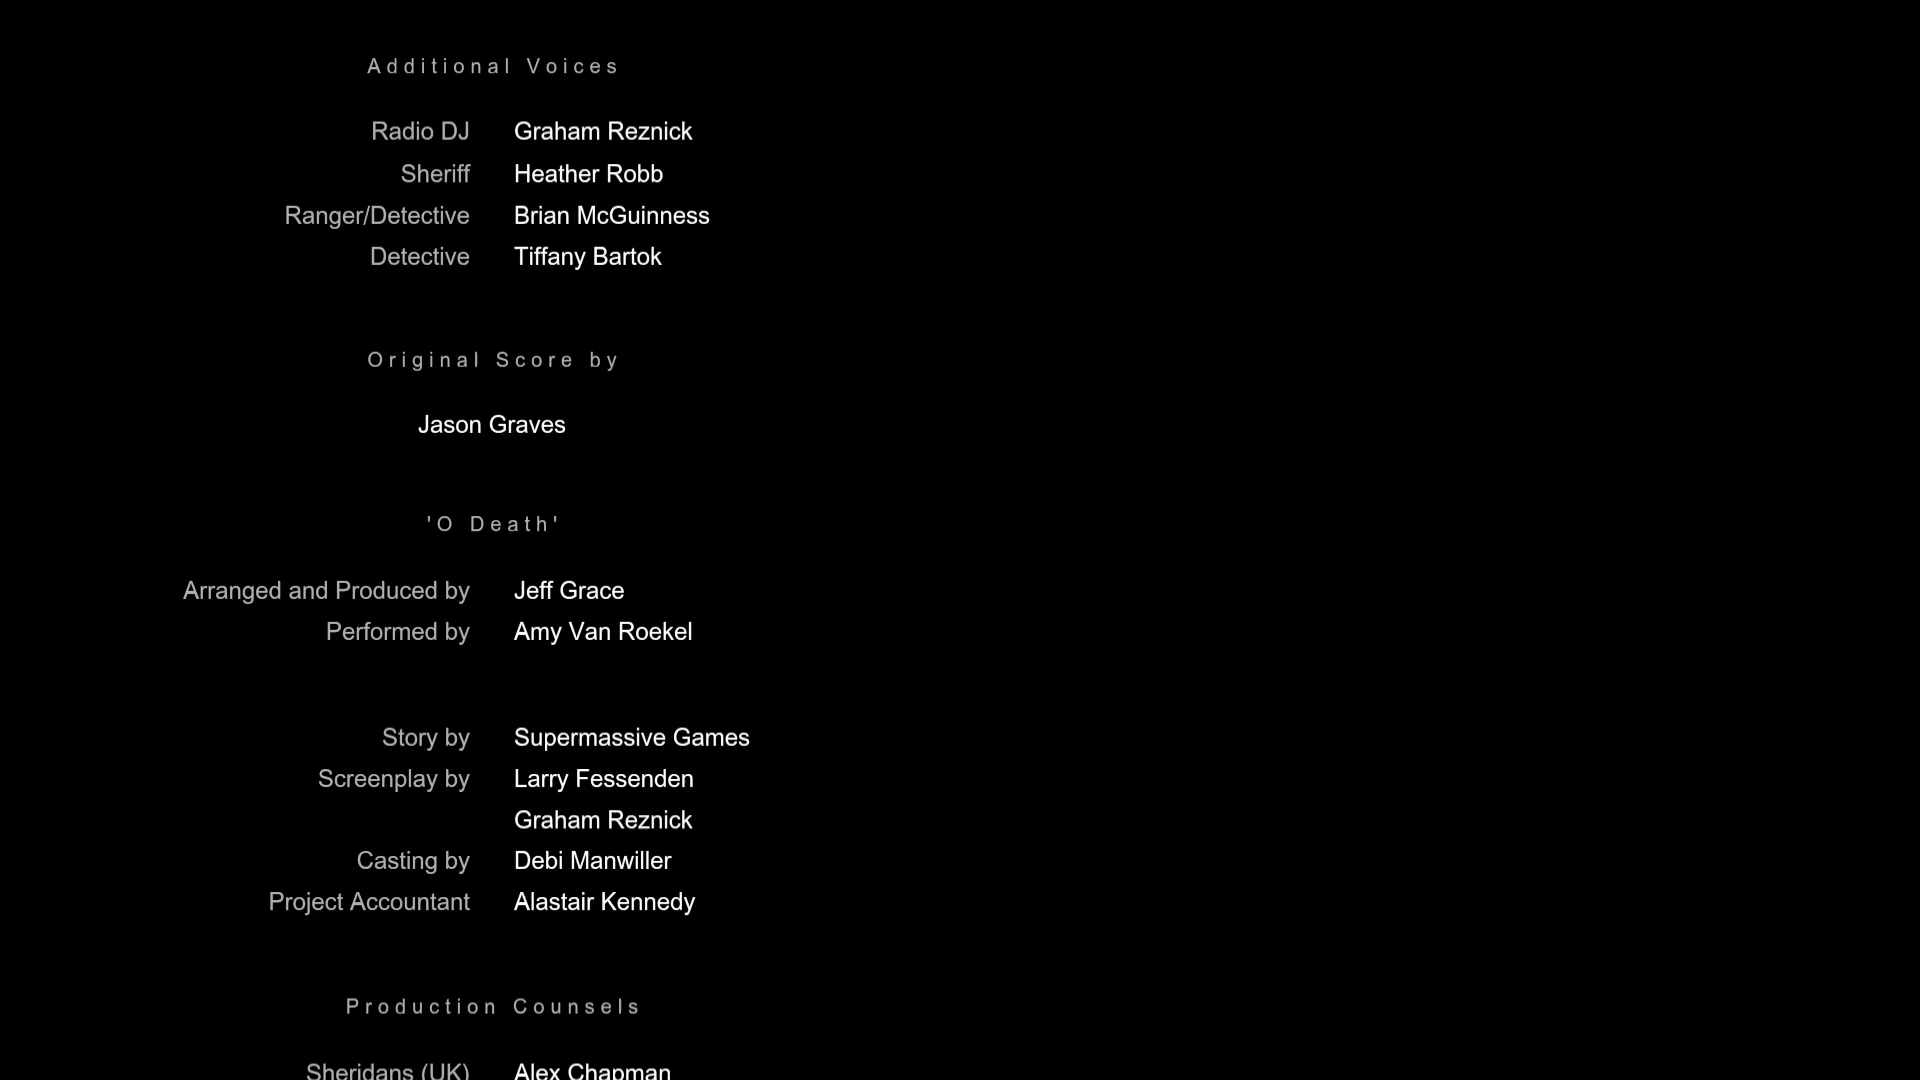 Additional Voices
Radio DJ Graham Reznick
Sheriff Heather Robb
Ranger/Detective Brian McGuinness
Detective Tiffany Bartok
Original Score by
Jason Graves
'O Death'
Arranged and Produced by Jeff Grace
Performed by Amy Van Roekel
Story by Supermassive Games
Screenplay by Larry Fessenden
Graham Reznick
Casting by Debi Manwiller
Project Accountant Alastair Kennedy
Production Counsels
Sheridans (UK) Alex Chapman